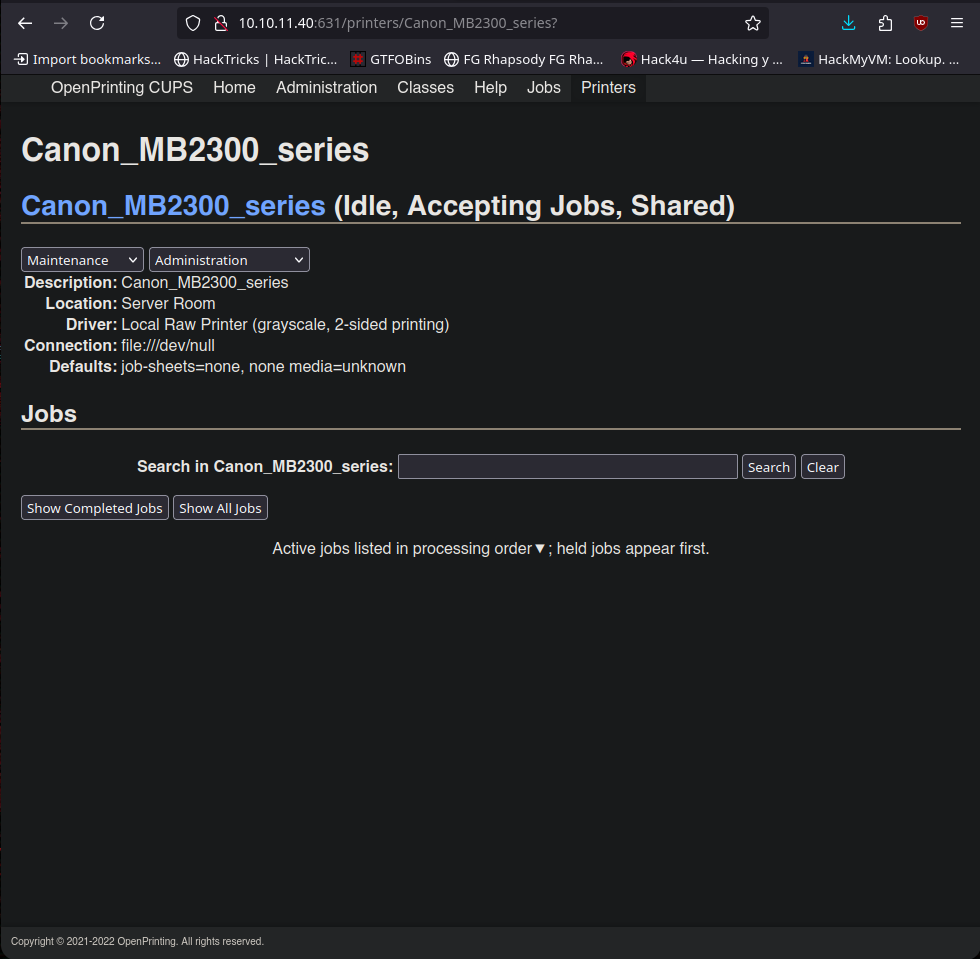 10.10.11.40:631/printers/Canon_MB2300_series?
Import bookmarks... HackTricks | HackTric... GTFOBins FG Rhapsody FG Rha... Hack4u — Hacking y ... HackMyVM: Lookup. ...
OpenPrinting CUPS Home Administration Classes Help Jobs Printers
Canon_MB2300_series
Canon_MB2300_series (Idle, Accepting Jobs, Shared)
Maintenance Administration
Description: Canon_MB2300_series
Location: Server Room
Driver: Local Raw Printer (grayscale, 2-sided printing)
Connection: file:///dev/null
Defaults: job-sheets=none, none media=unknown
Jobs
Search in Canon_MB2300_series: Search Clear
Show Completed Jobs Show All Jobs
Active jobs listed in processing order▼; held jobs appear first.
Copyright © 2021-2022 OpenPrinting. All rights reserved.